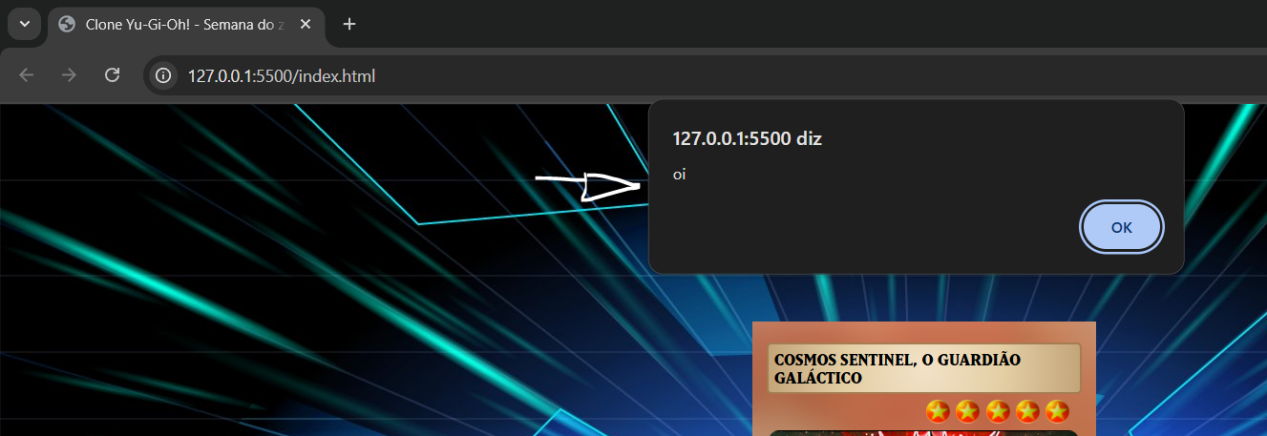 Clone Yu-Gi-Oh! - Semana do z
127.0.0.1:5500/index.html
127.0.0.1:5500 diz
oi
OK
COSMOS SENTINEL, O GUARDIÃO
GALÁCTICO